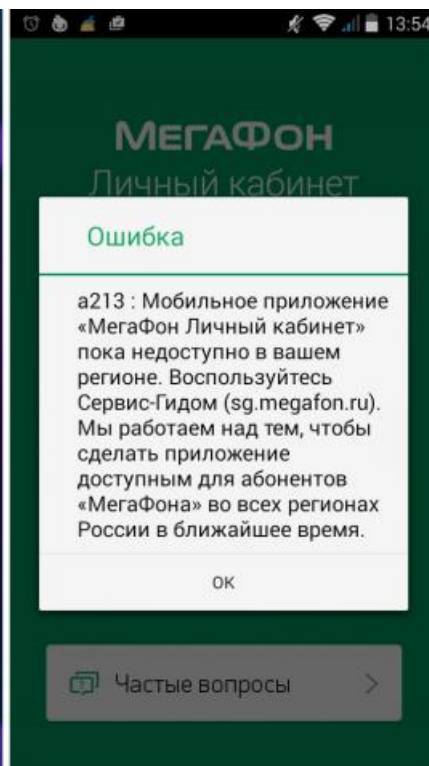 13:54
МЕГАФОН
Личный кабинет
Ошибка
a213 : Мобильное приложение
«МегаФон Личный кабинет»
пока недоступно в вашем
регионе. Воспользуйтесь
Сервис-Гидом (sg.megafon.ru).
Мы работаем над тем, чтобы
сделать приложение
доступным для абонентов
«МегаФона» во всех регионах
России в ближайшее время.
ОК
Частые вопросы